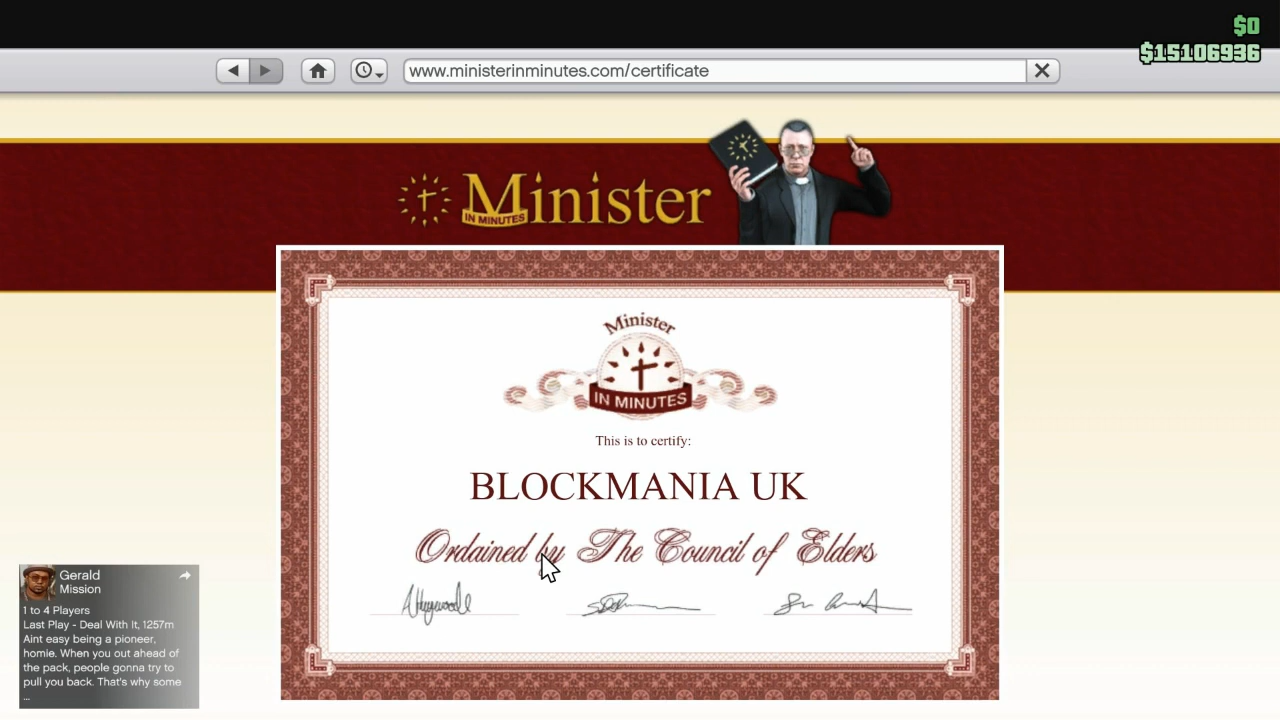 $0
$15106936
www.ministerinminutes.com/certificate
Minister
IN MINUTES
Minister
IN MINUTES
This is to certify:
BLOCKMANIA UK
Ordained by The Council of Elders
Gerald
Mission
1 to 4 Players
Last Play - Deal With It, 1257m
Aint easy being a pioneer,
homie. When you out ahead of
the pack, people gonna try to
pull you back. That's why some
...